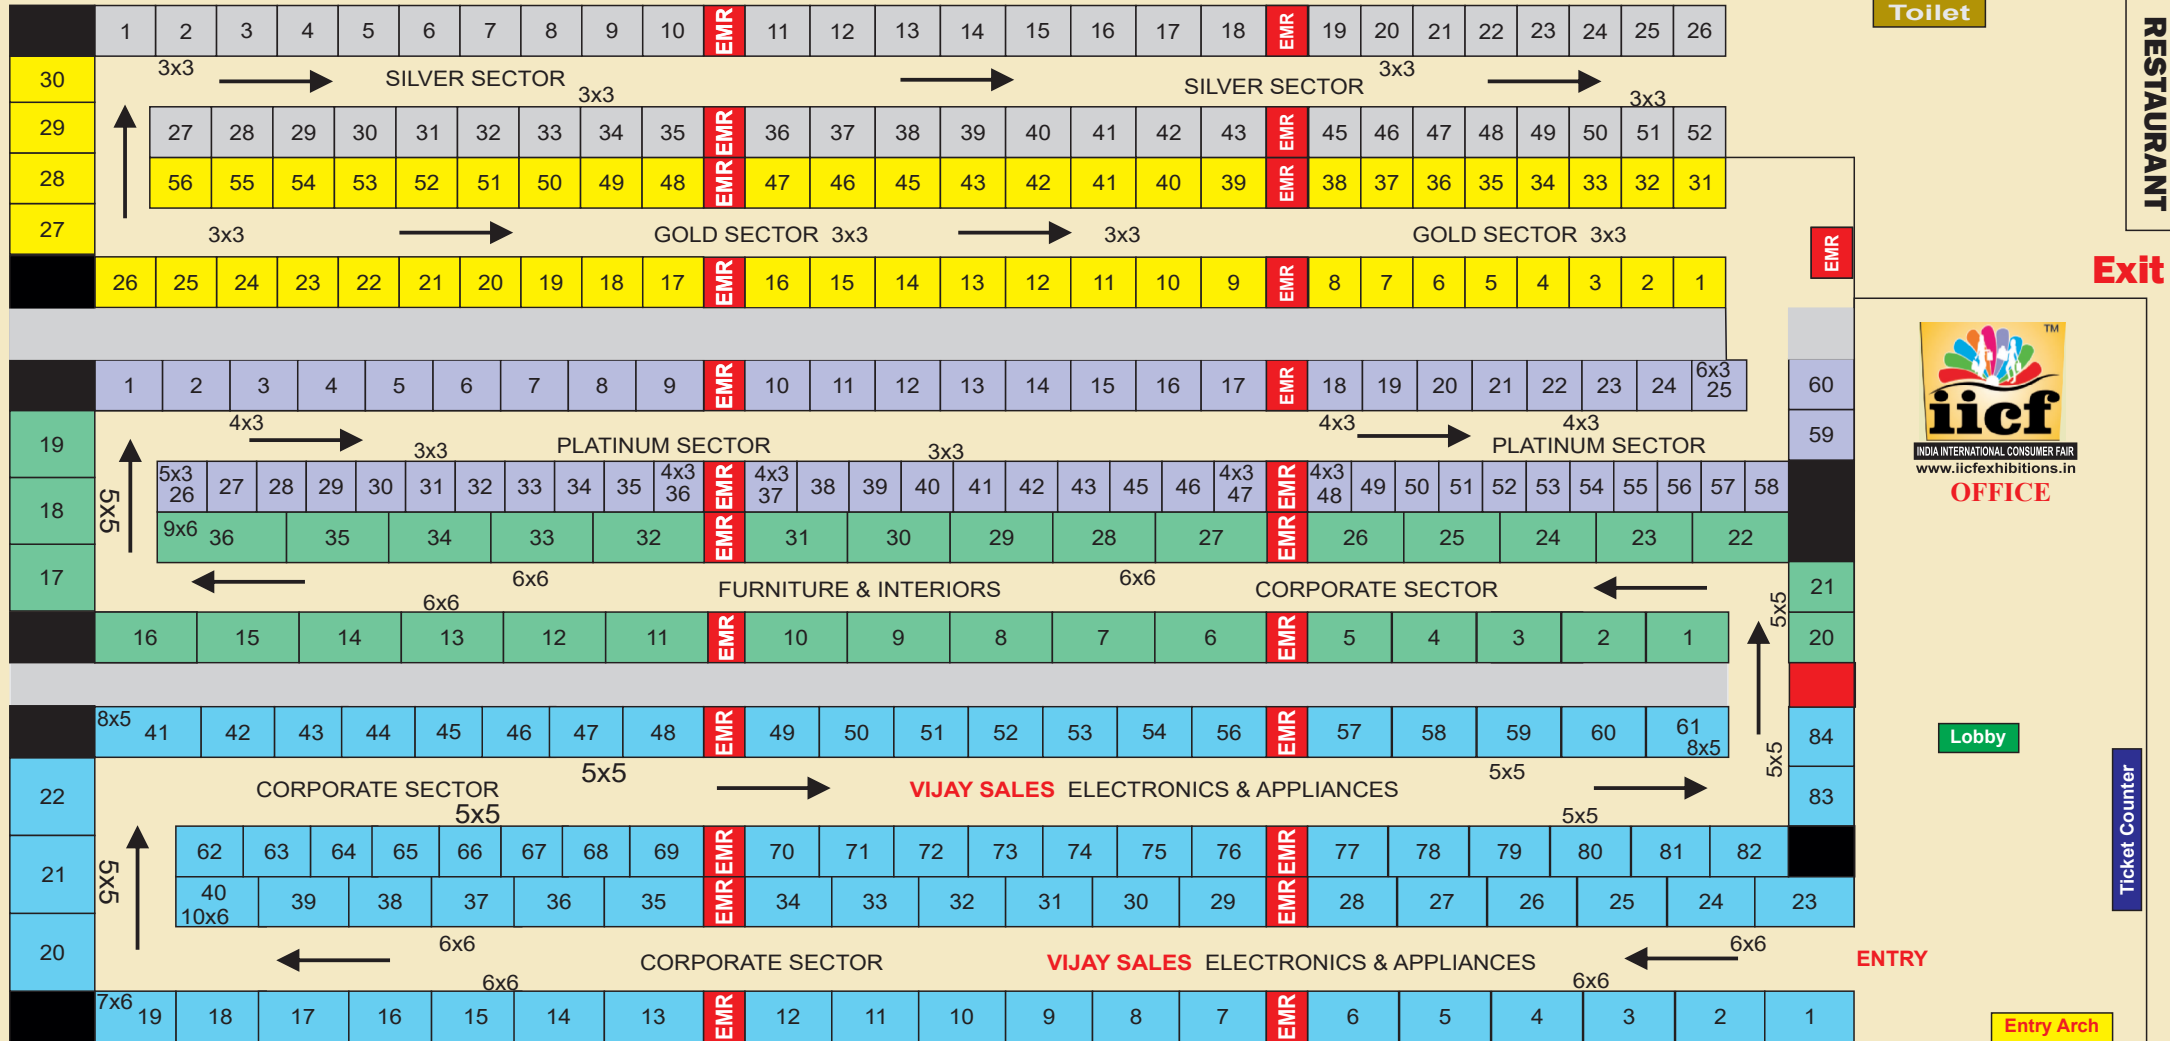 Toilet
1 2 3 4 5 6 7 8 9 10 EMR 11 12 13 14 15 16 17 18 EMR 19 20 21 22 23 24 25 26
RESTAURANT
30 3x3 SILVER SECTOR 3x3 SILVER SECTOR 3x3 3x3
29 27 28 29 30 31 32 33 34 35 EMR 36 37 38 39 40 41 42 43 EMR 45 46 47 48 49 50 51 52
28 56 55 54 53 52 51 50 49 48 EMR 47 46 45 43 42 41 40 39 EMR 38 37 36 35 34 33 32 31
27 3x3 GOLD SECTOR 3x3 3x3 GOLD SECTOR 3x3 EMR
Exit
26 25 24 23 22 21 20 19 18 17 EMR 16 15 14 13 12 11 10 9 EMR 8 7 6 5 4 3 2 1
1 2 3 4 5 6 7 8 9 EMR 10 11 12 13 14 15 16 17 EMR 18 19 20 21 22 23 24 6x3 25 60
TM
iicf
INDIA INTERNATIONAL CONSUMER FAIR
www.iicfexhibitions.in
OFFICE
19 4x3 3x3 PLATINUM SECTOR 3x3 4x3 4x3 PLATINUM SECTOR 59
18 5x5 5x3 26 27 28 29 30 31 32 33 34 35 4x3 36 EMR 4x3 37 38 39 40 41 42 43 45 46 4x3 47 EMR 4x3 48 49 50 51 52 53 54 55 56 57 58
9x6 36 35 34 33 32 EMR 31 30 29 28 27 EMR 26 25 24 23 22
17 6x6 6x6 FURNITURE & INTERIORS 6x6 CORPORATE SECTOR 5x5 21
16 15 14 13 12 11 EMR 10 9 8 7 6 EMR 5 4 3 2 1 20
8x5 41 42 43 44 45 46 47 48 EMR 49 50 51 52 53 54 56 EMR 57 58 59 60 61 8x5 84
Lobby
22 CORPORATE SECTOR 5x5 5x5 VIJAY SALES ELECTRONICS & APPLIANCES 5x5 5x5 5x5 83
Ticket Counter
21 5x5 62 63 64 65 66 67 68 69 EMR 70 71 72 73 74 75 76 EMR 77 78 79 80 81 82
40 10x6 39 38 37 36 35 EMR 34 33 32 31 30 29 EMR 28 27 26 25 24 23
20 6x6 6x6 CORPORATE SECTOR VIJAY SALES ELECTRONICS & APPLIANCES 6x6 6x6 ENTRY
7x6 19 18 17 16 15 14 13 EMR 12 11 10 9 8 7 EMR 6 5 4 3 2 1
Entry Arch